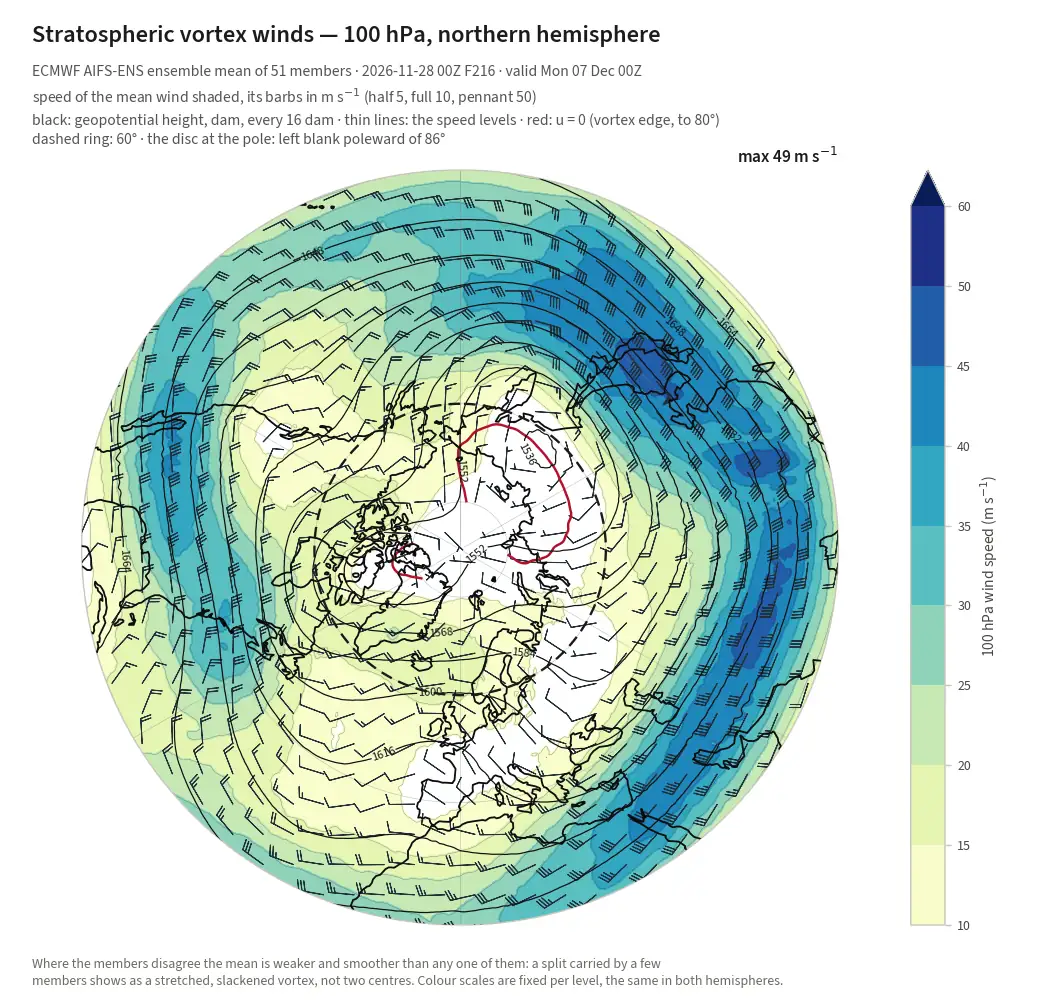 Stratospheric vortex winds — 100 hPa, northern hemisphere
ECMWF AIFS-ENS ensemble mean of 51 members · 2026-11-28 00Z F216 · valid Mon 07 Dec 00Z
speed of the mean wind shaded, its barbs in m s⁻¹ (half 5, full 10, pennant 50)
black: geopotential height, dam, every 16 dam · thin lines: the speed levels · red: u = 0 (vortex edge, to 80°)
dashed ring: 60° · the disc at the pole: left blank poleward of 86°
max 49 m s⁻¹
60
50
45
40
35
30
25
20
15
10
100 hPa wind speed (m s⁻¹)
1648
1648
1664
1632
1536
1552
1552
1664
1568
1584
1600
1616
Where the members disagree the mean is weaker and smoother than any one of them: a split carried by a few
members shows as a stretched, slackened vortex, not two centres. Colour scales are fixed per level, the same in both hemispheres.